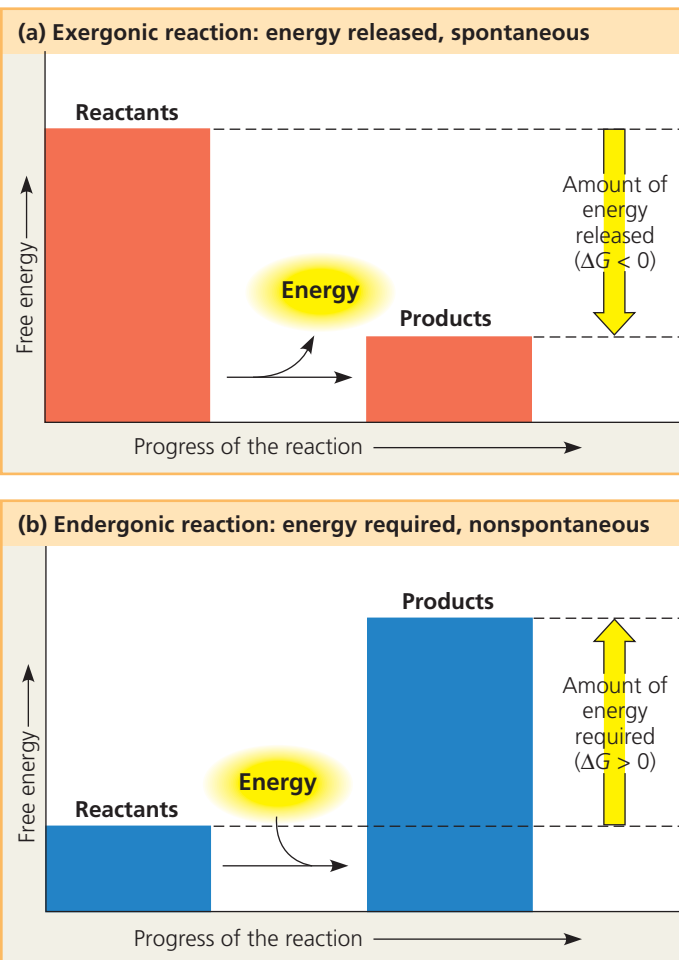 (a) Exergonic reaction: energy released, spontaneous
Reactants
Amount of
energy
released
(ΔG < 0)
Energy
Products
Free energy
Progress of the reaction
(b) Endergonic reaction: energy required, nonspontaneous
Products
Amount of
energy
required
(ΔG > 0)
Energy
Reactants
Free energy
Progress of the reaction